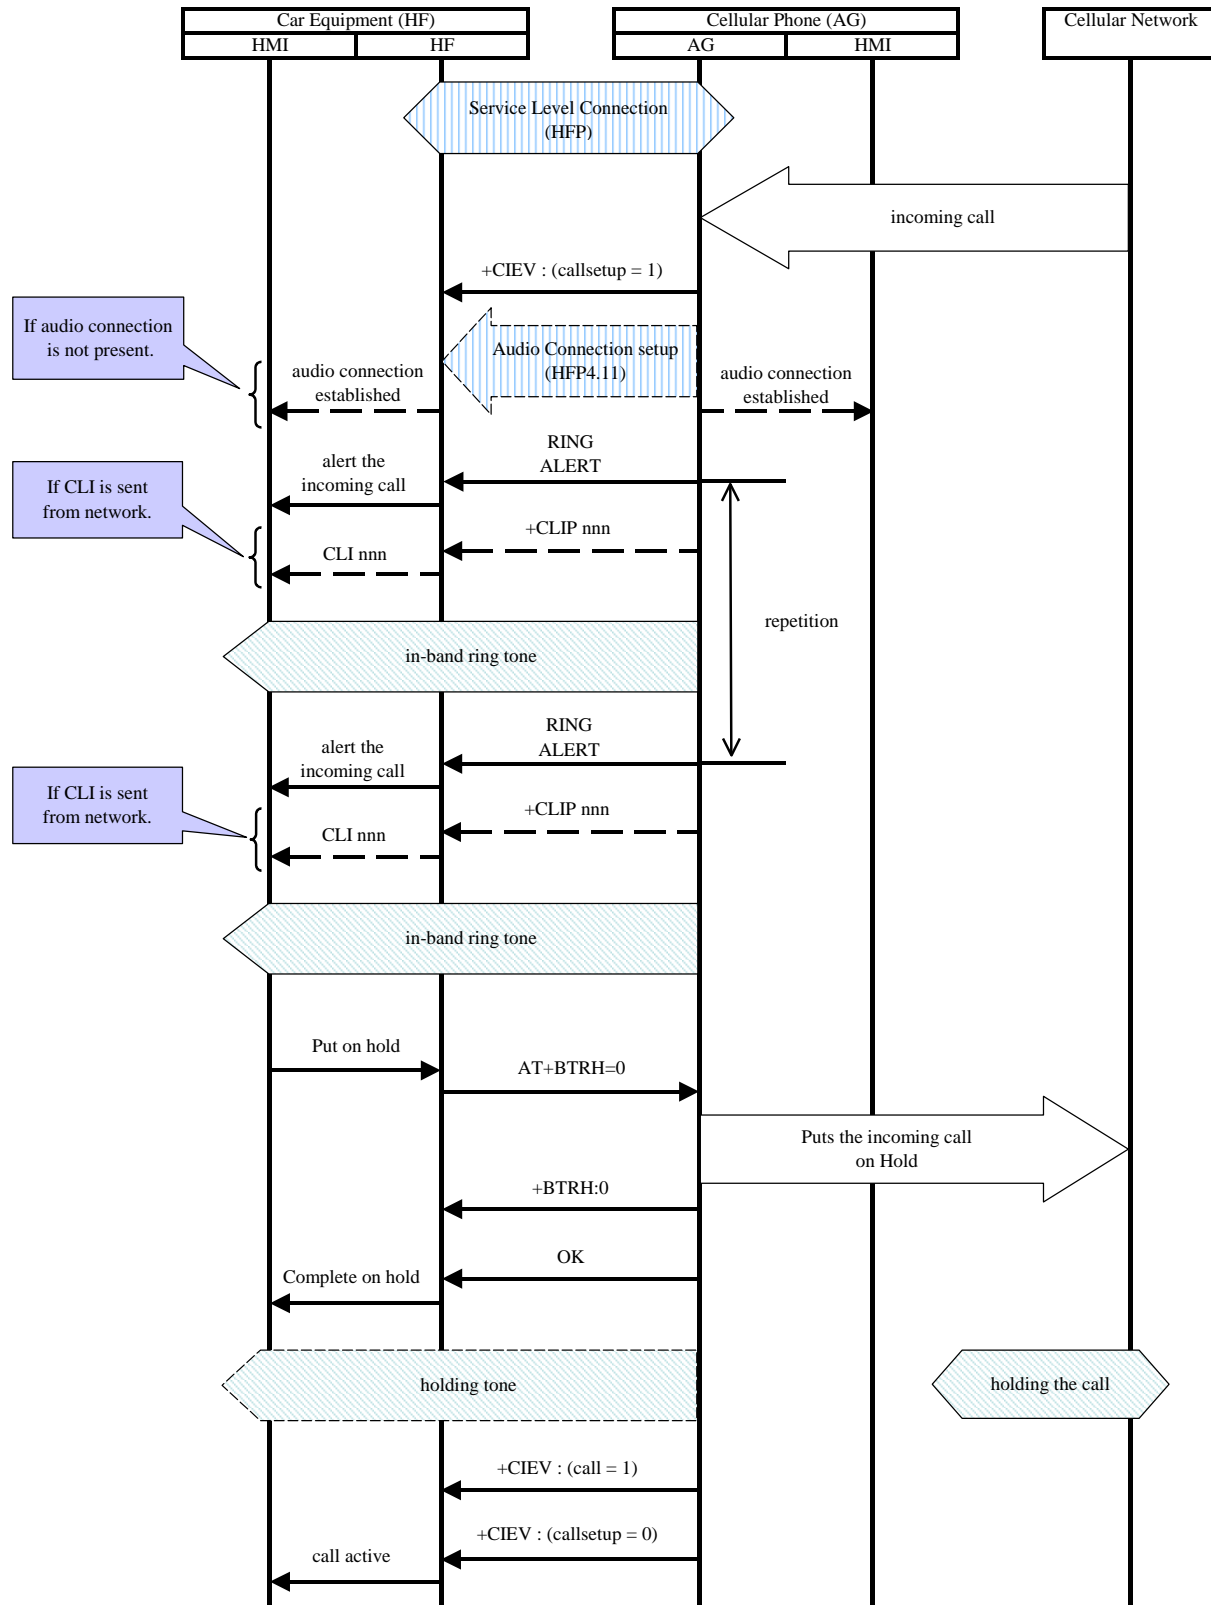 Car Equipment (HF)
Cellular Phone (AG)
Cellular Network
HMI
HF
AG
HMI
Service Level Connection
(HFP)
incoming call
+CIEV : (callsetup = 1)
If audio connection
is not present.
Audio Connection setup
(HFP4.11)
audio connection
established
audio connection
established
RING
ALERT
alert the
incoming call
If CLI is sent
from network.
+CLIP nnn
CLI nnn
repetition
in-band ring tone
RING
ALERT
alert the
incoming call
If CLI is sent
from network.
+CLIP nnn
CLI nnn
in-band ring tone
Put on hold
AT+BTRH=0
Puts the incoming call
on Hold
+BTRH:0
OK
Complete on hold
holding tone
holding the call
+CIEV : (call = 1)
+CIEV : (callsetup = 0)
call active